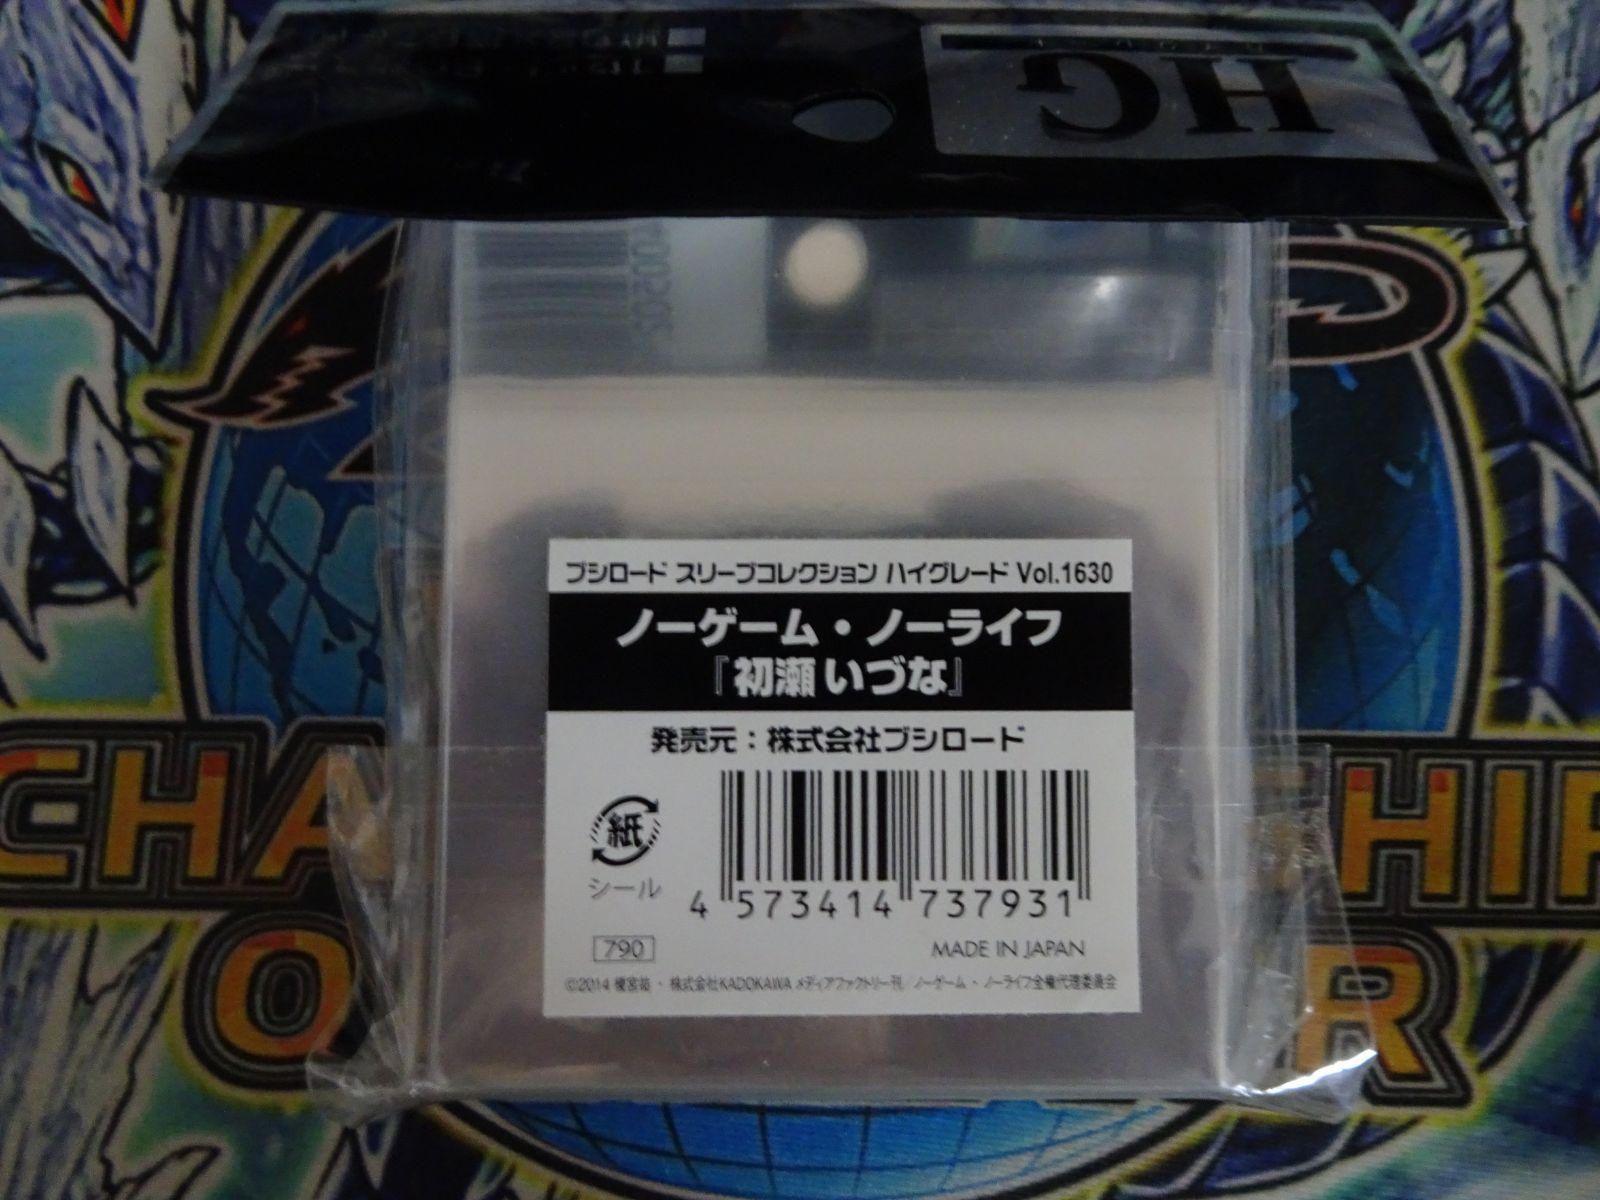 HG
ブシロード スリーブコレクション ハイグレード Vol.1630
ノーゲーム・ノーライフ
『初瀬 いづな』
発売元：株式会社ブシロード
紙
シール
4 573414 737931
790
MADE IN JAPAN
©2014 榎宮祐・株式会社KADOKAWA メディアファクトリー刊／ノーゲーム・ノーライフ全権代理委員会
CHA
HIP
O
R